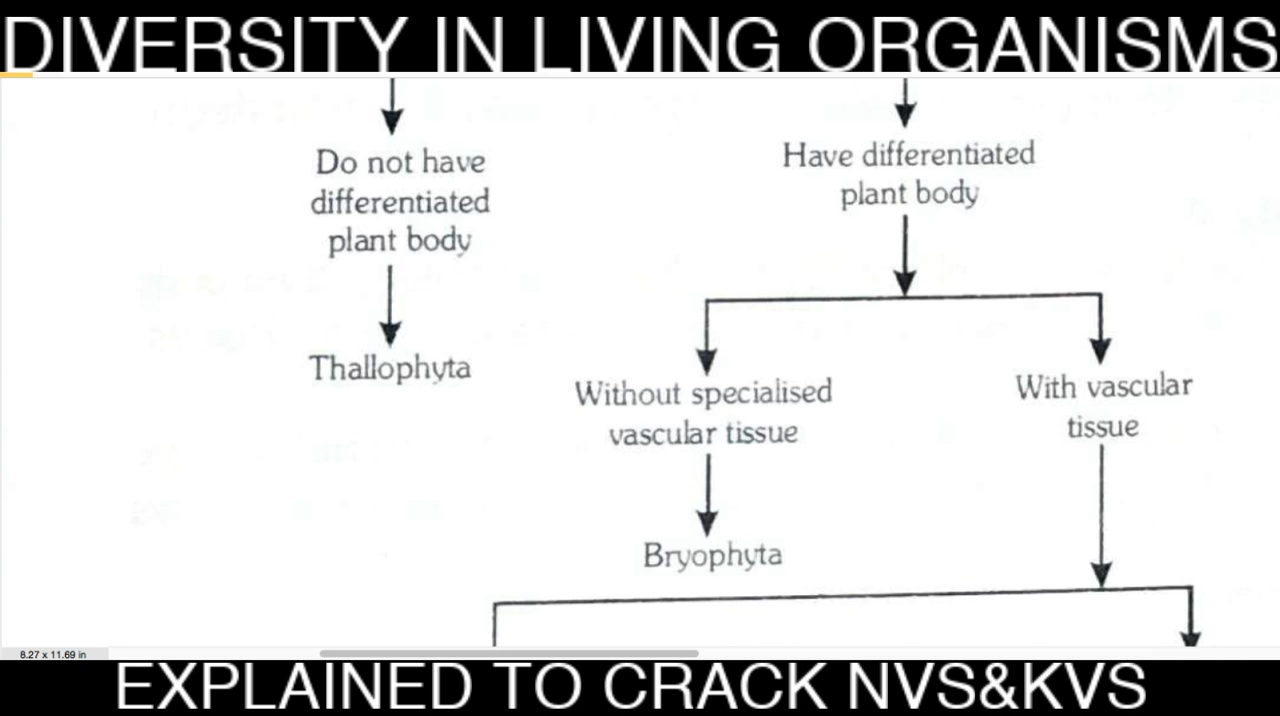 DIVERSITY IN LIVING ORGANISMS
Do not have
differentiated
plant body
Thallophyta
Have differentiated
plant body
Without specialised
vascular tissue
Bryophyta
With vascular
tissue
8.27 x 11.69 in
EXPLAINED TO CRACK NVS&KVS